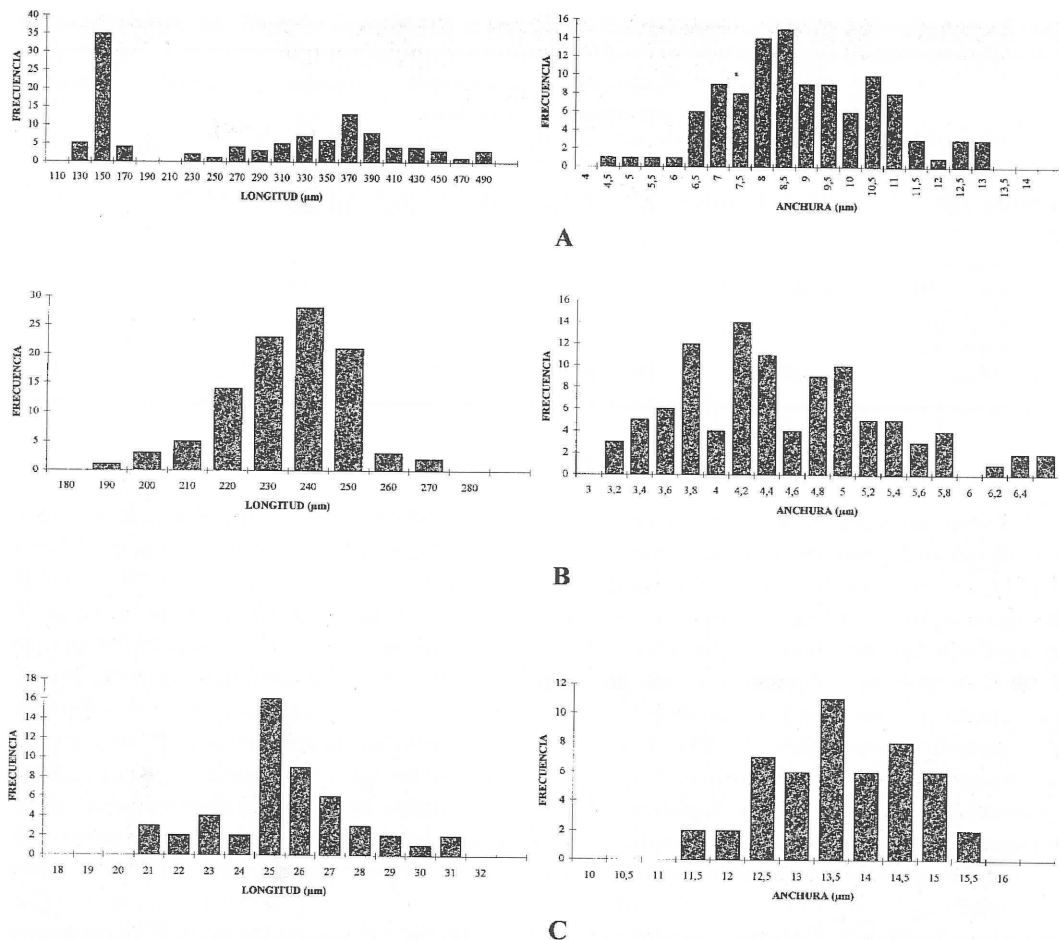 FRECUENCIA
40
35
30
25
20
15
10
5
0
110 130 150 170 190 210 230 250 270 290 310 330 350 370 390 410 430 450 470 490
LONGITUD (µm)
FRECUENCIA
16
14
12
10
8
6
4
2
0
4 4,5 5 5,5 6 6,5 7 7,5 8 8,5 9 9,5 10 10,5 11 11,5 12 12,5 13 13,5 14
ANCHURA (µm)
A
FRECUENCIA
30
25
20
15
10
5
0
180 190 200 210 220 230 240 250 260 270 280
LONGITUD (µm)
FRECUENCIA
16
14
12
10
8
6
4
2
0
3 3,2 3,4 3,6 3,8 4 4,2 4,4 4,6 4,8 5 5,2 5,4 5,6 5,8 6 6,2 6,4
ANCHURA (µm)
B
FRECUENCIA
18
16
14
12
10
8
6
4
2
0
18 19 20 21 22 23 24 25 26 27 28 29 30 31 32
LONGITUD (µm)
FRECUENCIA
12
10
8
6
4
2
0
10 10,5 11 11,5 12 12,5 13 13,5 14 14,5 15 15,5 16
ANCHURA (µm)
C